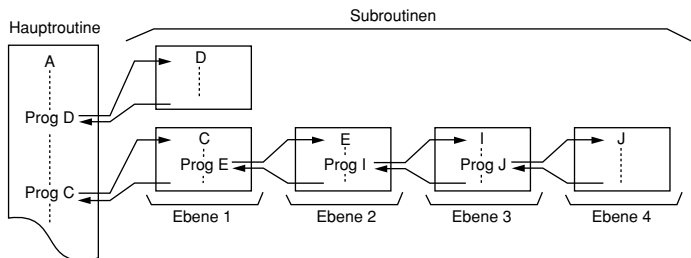 Subroutinen
Hauptroutine
A
D
Prog D
C
E
I
J
Prog E
Prog I
Prog J
Prog C
Ebene 1
Ebene 2
Ebene 3
Ebene 4